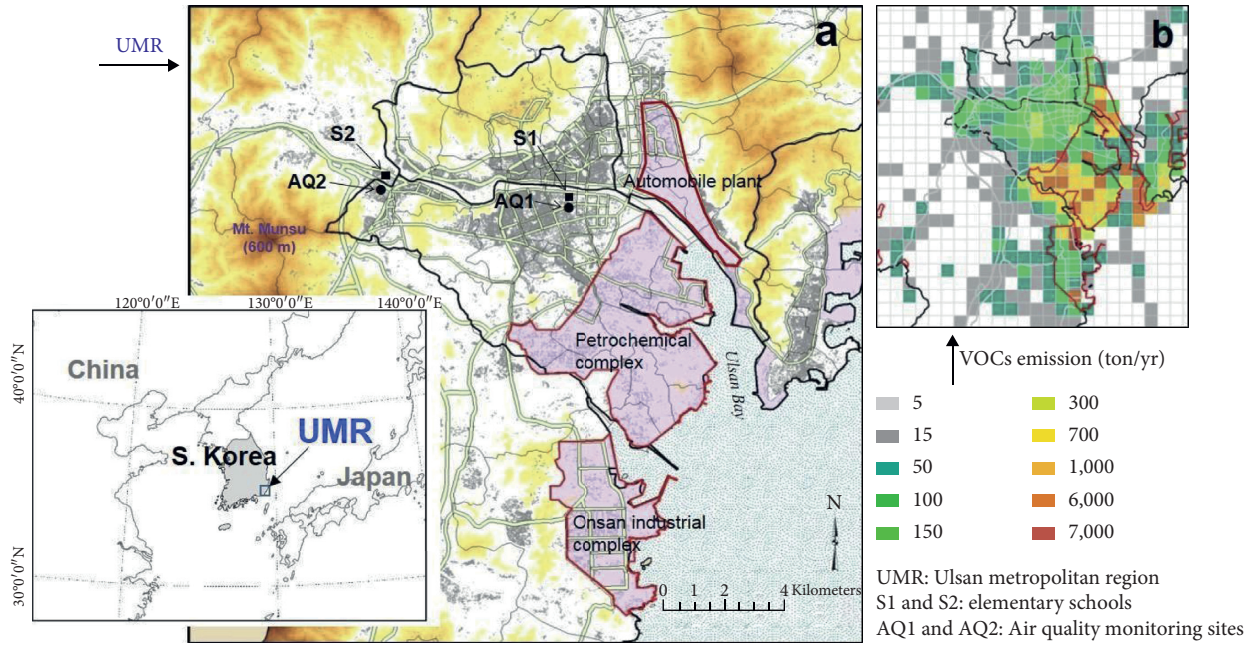 UMR
a
S2
S1
AQ2
AQ1
Automobile plant
Mt. Munsu
(600 m)
Petrochemical
complex
Ulsan Bay
Onsan industrial
complex
N
0 1 2 4 Kilometers
120°0′0″E
130°0′0″E
140°0′0″E
40°0′0″N
30°0′0″N
China
UMR
S. Korea
Japan
b
VOCs emission (ton/yr)
5
15
50
100
150
300
700
1,000
6,000
7,000
UMR: Ulsan metropolitan region
S1 and S2: elementary schools
AQ1 and AQ2: Air quality monitoring sites